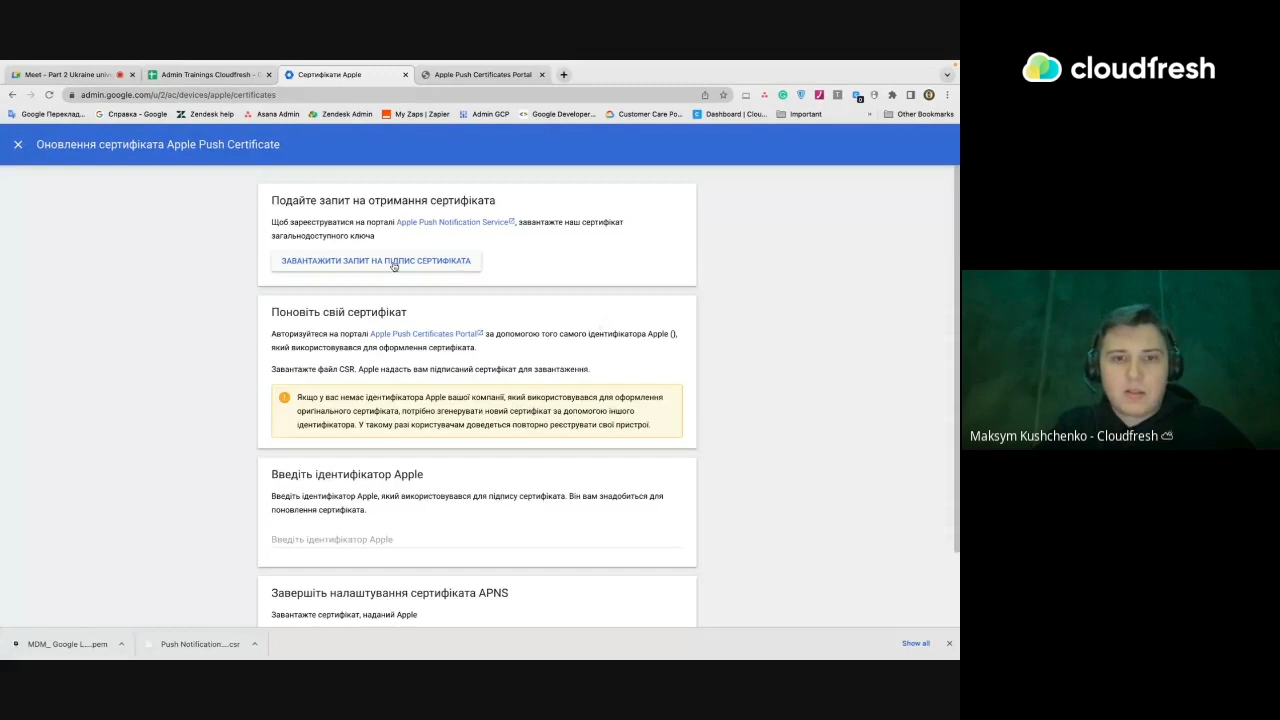 Meet - Part 2 Ukraine univ
Admin Trainings Cloudfresh - G
Сертифікати Apple
Apple Push Certificates Portal
admin.google.com/u/2/ac/devices/apple/certificates
Google Переклад...
Справка - Google
Zendesk help
Asana Admin
Zendesk Admin
My Zaps | Zapier
Admin GCP
Google Developer...
Customer Care Po...
Dashboard | Clou...
Important
Other Bookmarks
Оновлення сертифіката Apple Push Certificate
Подайте запит на отримання сертифіката
Щоб зареєструватися на порталі Apple Push Notification Service, завантажте наш сертифікат
загальнодоступного ключа
ЗАВАНТАЖИТИ ЗАПИТ НА ПІДПИС СЕРТИФІКАТА
Поновіть свій сертифікат
Авторизуйтеся на порталі Apple Push Certificates Portal за допомогою того самого ідентифікатора Apple (),
який використовувався для оформлення сертифіката.
Завантажте файл CSR. Apple надасть вам підписаний сертифікат для завантаження.
Якщо у вас немає ідентифікатора Apple вашої компанії, який використовувався для оформлення
оригінального сертифіката, потрібно згенерувати новий сертифікат за допомогою іншого
ідентифікатора. У такому разі користувачам доведеться повторно реєструвати свої пристрої.
Введіть ідентифікатор Apple
Введіть ідентифікатор Apple, який використовувався для підпису сертифіката. Він вам знадобиться для
поновлення сертифіката.
Введіть ідентифікатор Apple
Завершіть налаштування сертифіката APNS
Завантажте сертифікат, наданий Apple
MDM_ Google L....pem
Push Notification....csr
Show all
cloudfresh
Maksym Kushchenko - Cloudfresh